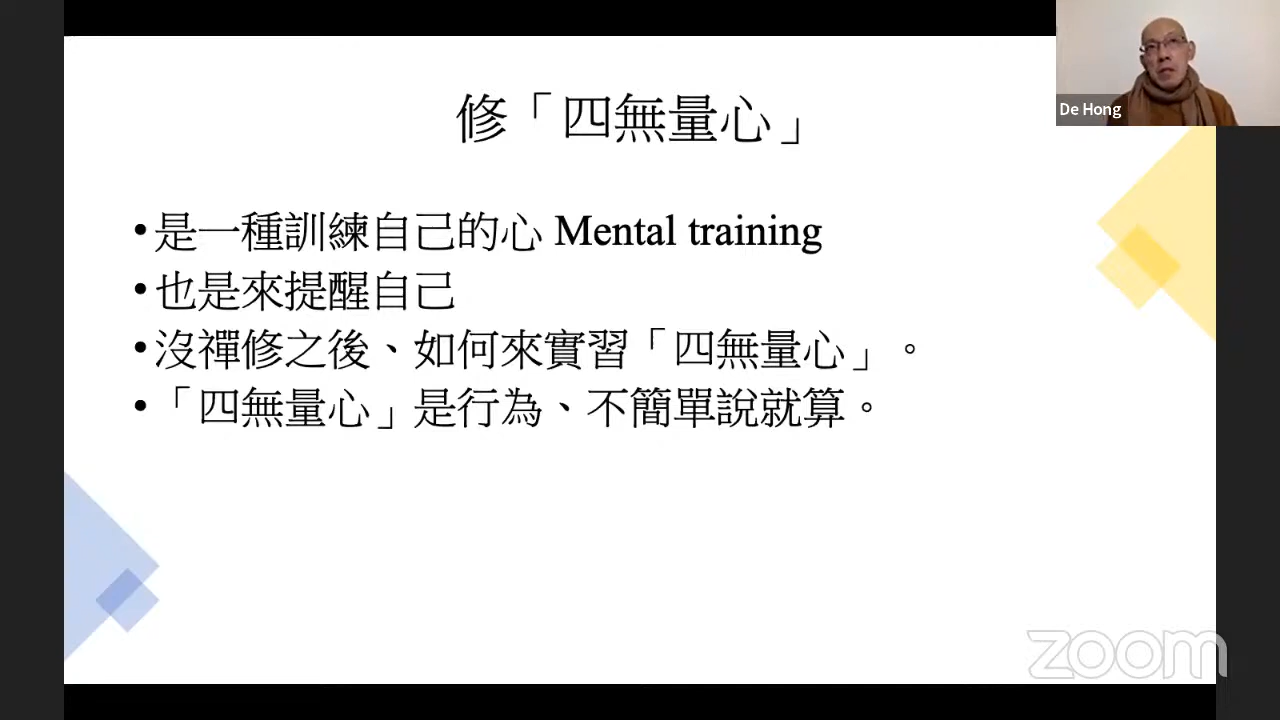 修「四無量心」
•是一種訓練自己的心 Mental training
•也是來提醒自己
•沒禪修之後、如何來實習「四無量心」。
•「四無量心」是行為、不簡單說就算。
De Hong
zoom